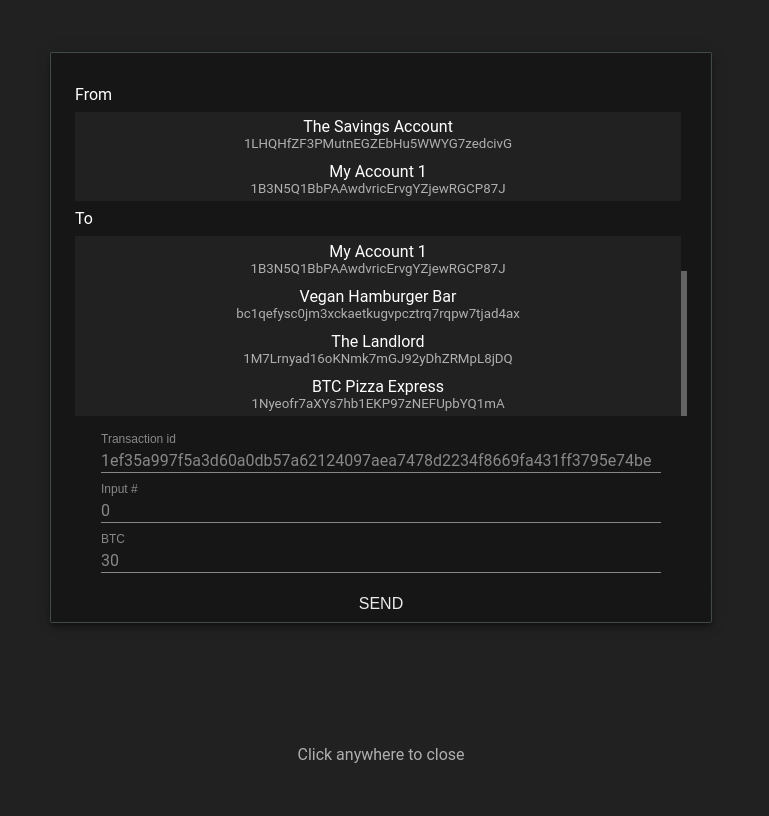 From
The Savings Account
1LHQHfZF3PMutnEGZEbHu5WWYG7zedcivG
My Account 1
1B3N5Q1BbPAAwdvricErvgYZjewRGCP87J
To
My Account 1
1B3N5Q1BbPAAwdvricErvgYZjewRGCP87J
Vegan Hamburger Bar
bc1qefysc0jm3xckaetkugvpcztrq7rqpw7tjad4ax
The Landlord
1M7Lrnyad16oKNmk7mGJ92yDhZRMpL8jDQ
BTC Pizza Express
1Nyeofr7aXYs7hb1EKP97zNEFUpbYQ1mA
Transaction id
1ef35a997f5a3d60a0db57a62124097aea7478d2234f8669fa431ff3795e74be
Input #
0
BTC
30
SEND
Click anywhere to close